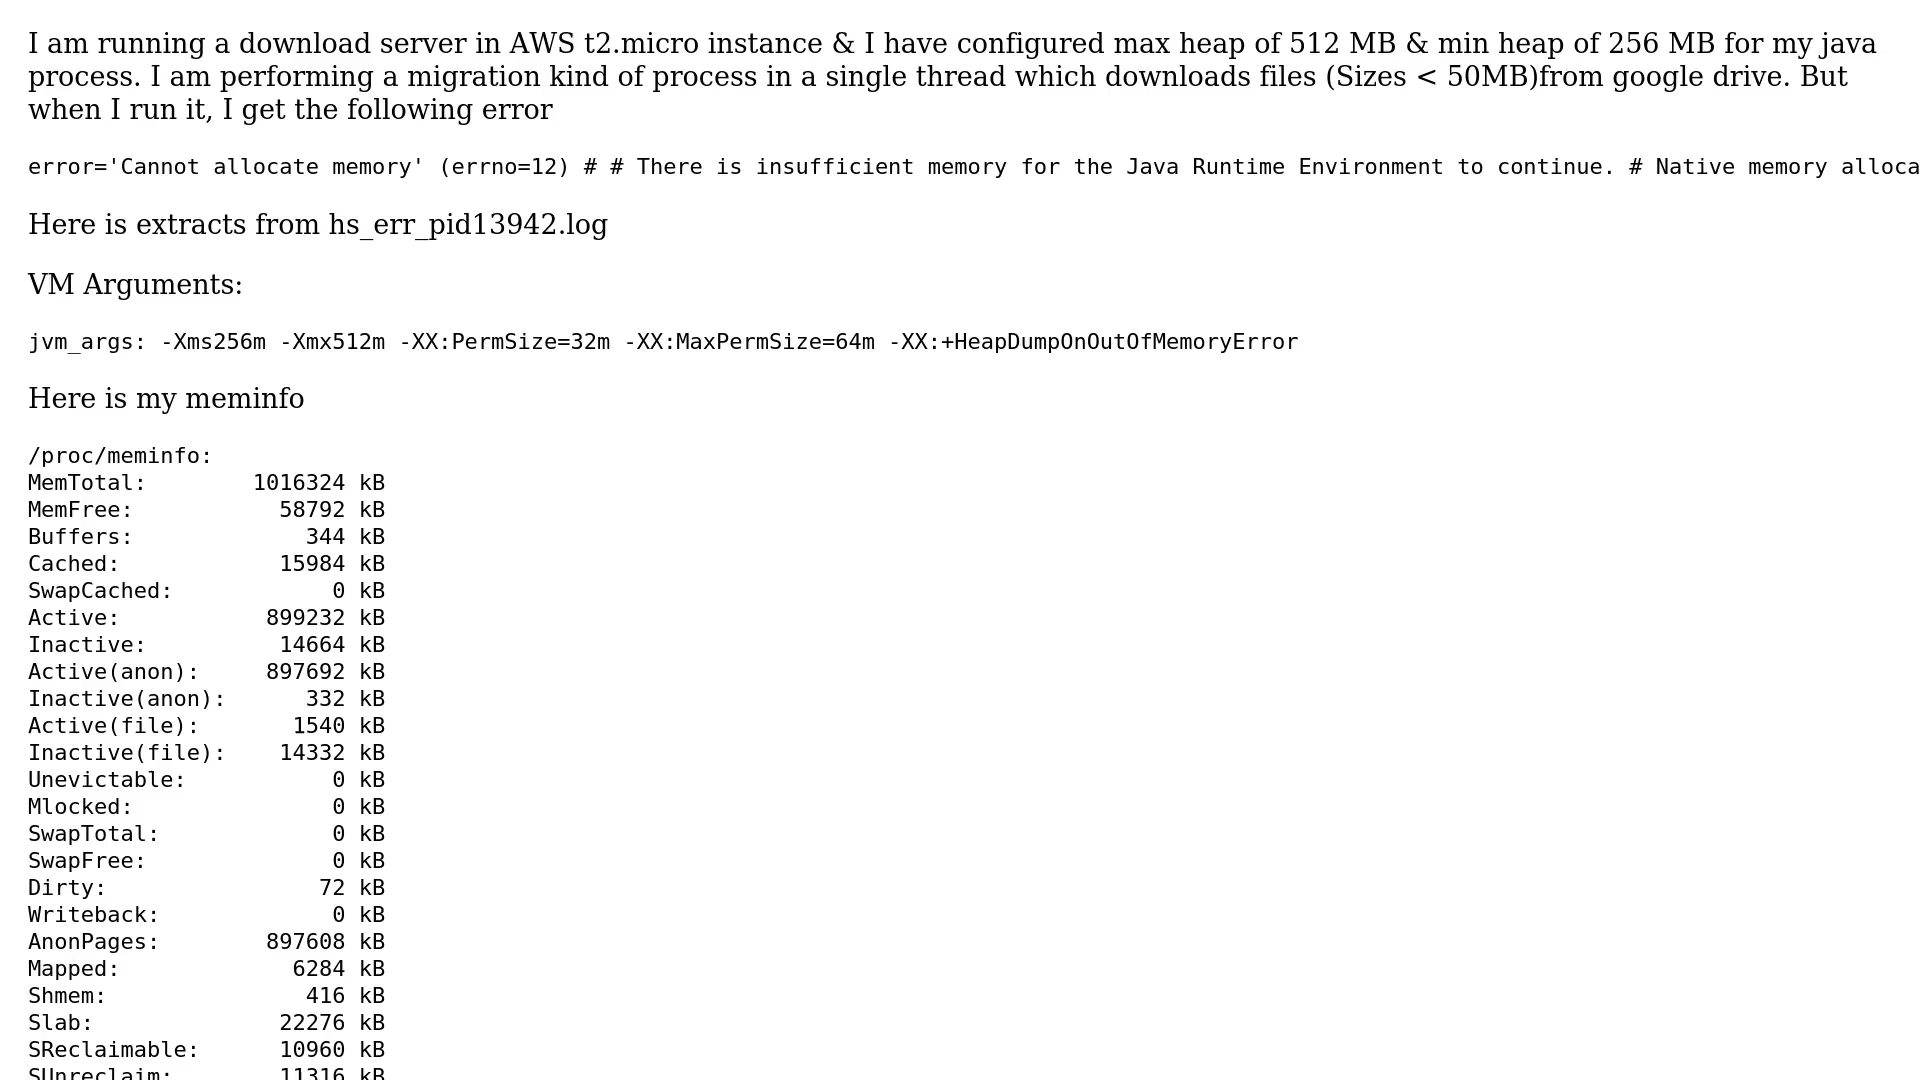 I am running a download server in AWS t2.micro instance & I have configured max heap of 512 MB & min heap of 256 MB for my java
process. I am performing a migration kind of process in a single thread which downloads files (Sizes < 50MB)from google drive. But
when I run it, I get the following error
error='Cannot allocate memory' (errno=12) # # There is insufficient memory for the Java Runtime Environment to continue. # Native memory alloca
Here is extracts from hs_err_pid13942.log
VM Arguments:
jvm_args: -Xms256m -Xmx512m -XX:PermSize=32m -XX:MaxPermSize=64m -XX:+HeapDumpOnOutOfMemoryError
Here is my meminfo
/proc/meminfo:
MemTotal:        1016324 kB
MemFree:           58792 kB
Buffers:             344 kB
Cached:            15984 kB
SwapCached:            0 kB
Active:           899232 kB
Inactive:          14664 kB
Active(anon):     897692 kB
Inactive(anon):      332 kB
Active(file):       1540 kB
Inactive(file):    14332 kB
Unevictable:           0 kB
Mlocked:               0 kB
SwapTotal:             0 kB
SwapFree:              0 kB
Dirty:                72 kB
Writeback:             0 kB
AnonPages:        897608 kB
Mapped:             6284 kB
Shmem:               416 kB
Slab:              22276 kB
SReclaimable:      10960 kB
SUnreclaim:        11316 kB